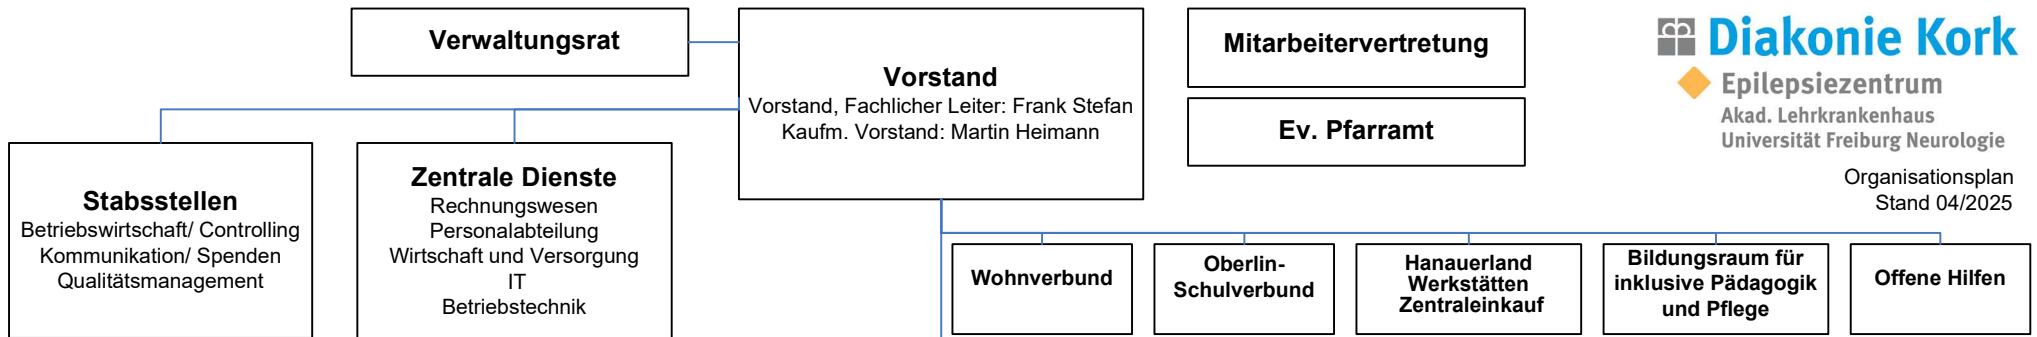 Verwaltungsrat
Vorstand
Vorstand, Fachlicher Leiter: Frank Stefan
Kaufm. Vorstand: Martin Heimann
Mitarbeitervertretung
Ev. Pfarramt
Diakonie Kork
Epilepsiezentrum
Akad. Lehrkrankenhaus
Universität Freiburg Neurologie
Organisationsplan
Stand 04/2025
Stabsstellen
Betriebswirtschaft/ Controlling
Kommunikation/ Spenden
Qualitätsmanagement
Zentrale Dienste
Rechnungswesen
Personalabteilung
Wirtschaft und Versorgung
IT
Betriebstechnik
Wohnverbund
Oberlin-
Schulverbund
Hanauerland
Werkstätten
Zentraleinkauf
Bildungsraum für
inklusive Pädagogik
und Pflege
Offene Hilfen